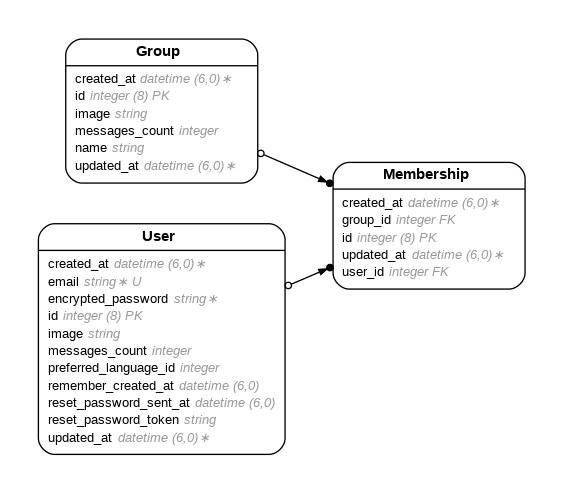 Group
created_at datetime (6,0)∗
id integer (8) PK
image string
messages_count integer
name string
updated_at datetime (6,0)∗
Membership
created_at datetime (6,0)∗
group_id integer FK
id integer (8) PK
updated_at datetime (6,0)∗
user_id integer FK
User
created_at datetime (6,0)∗
email string∗ U
encrypted_password string∗
id integer (8) PK
image string
messages_count integer
preferred_language_id integer
remember_created_at datetime (6,0)
reset_password_sent_at datetime (6,0)
reset_password_token string
updated_at datetime (6,0)∗